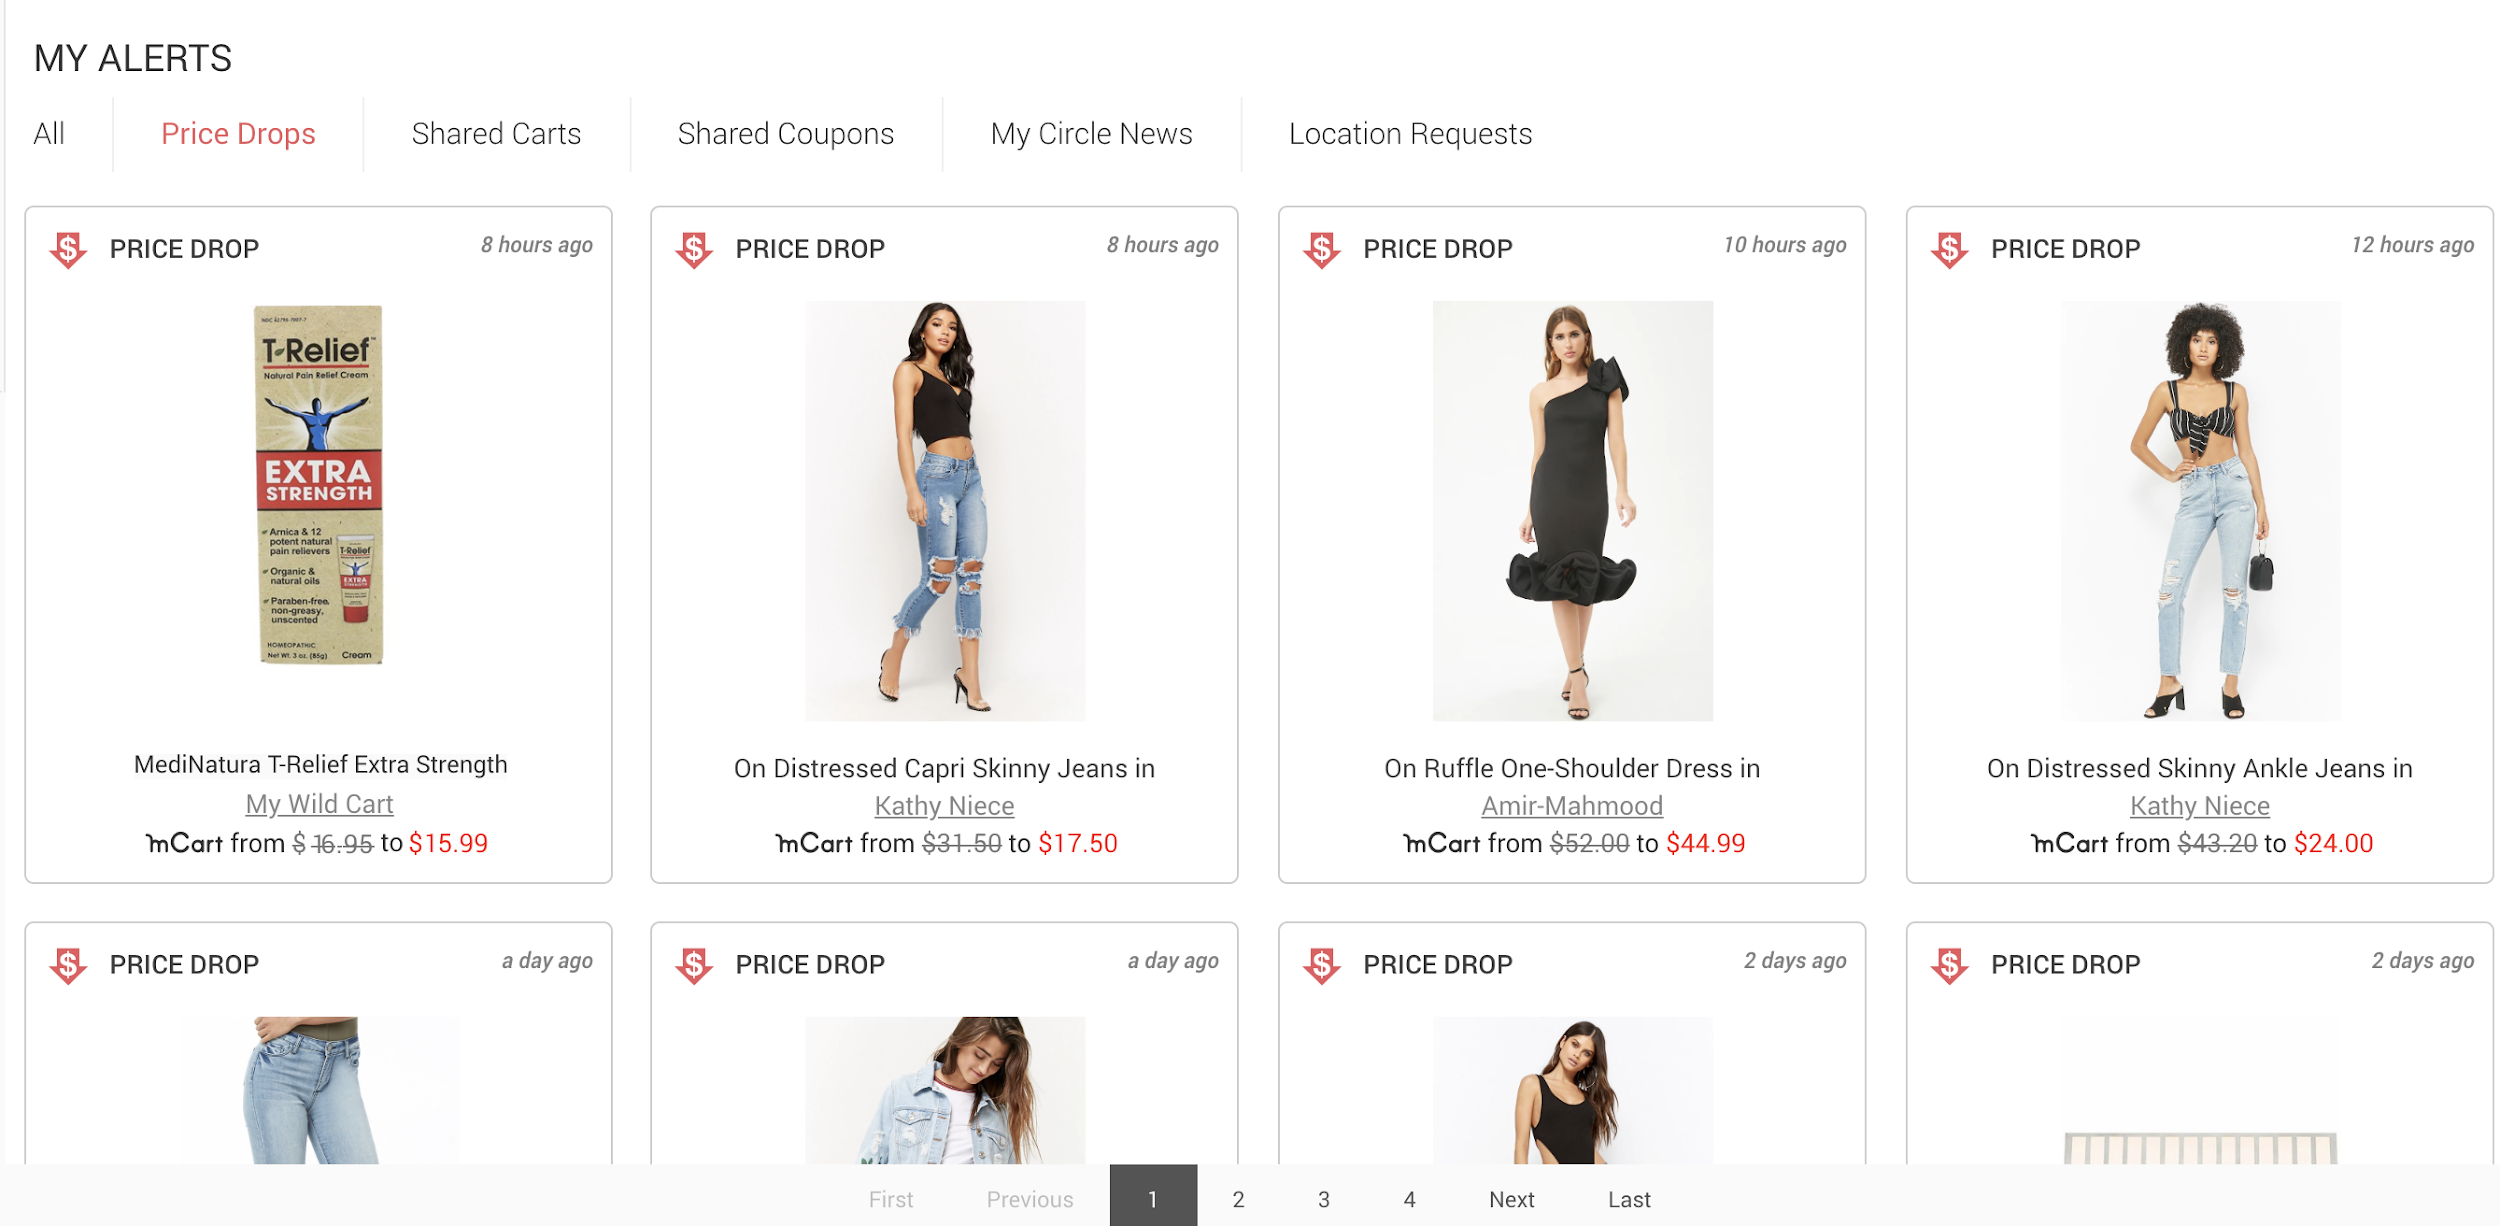 MY ALERTS
All
Price Drops
Shared Carts
Shared Coupons
My Circle News
Location Requests
PRICE DROP
8 hours ago
NDC 62795-7007-7
T-Relief™
Natural Pain Relief Cream
EXTRA
STRENGTH
Arnica & 12
potent natural
pain relievers
Organic &
natural oils
Paraben-free,
non-greasy,
unscented
T-Relief
EXTRA
HOMEOPATHIC
Net Wt. 3 oz. (85g)
Cream
MediNatura T-Relief Extra Strength
My Wild Cart
mCart from $ 16.95 to $15.99
PRICE DROP
8 hours ago
On Distressed Capri Skinny Jeans in
Kathy Niece
mCart from $31.50 to $17.50
PRICE DROP
10 hours ago
On Ruffle One-Shoulder Dress in
Amir-Mahmood
mCart from $52.00 to $44.99
PRICE DROP
12 hours ago
On Distressed Skinny Ankle Jeans in
Kathy Niece
mCart from $43.20 to $24.00
PRICE DROP
a day ago
PRICE DROP
a day ago
PRICE DROP
2 days ago
PRICE DROP
2 days ago
First
Previous
1
2
3
4
Next
Last